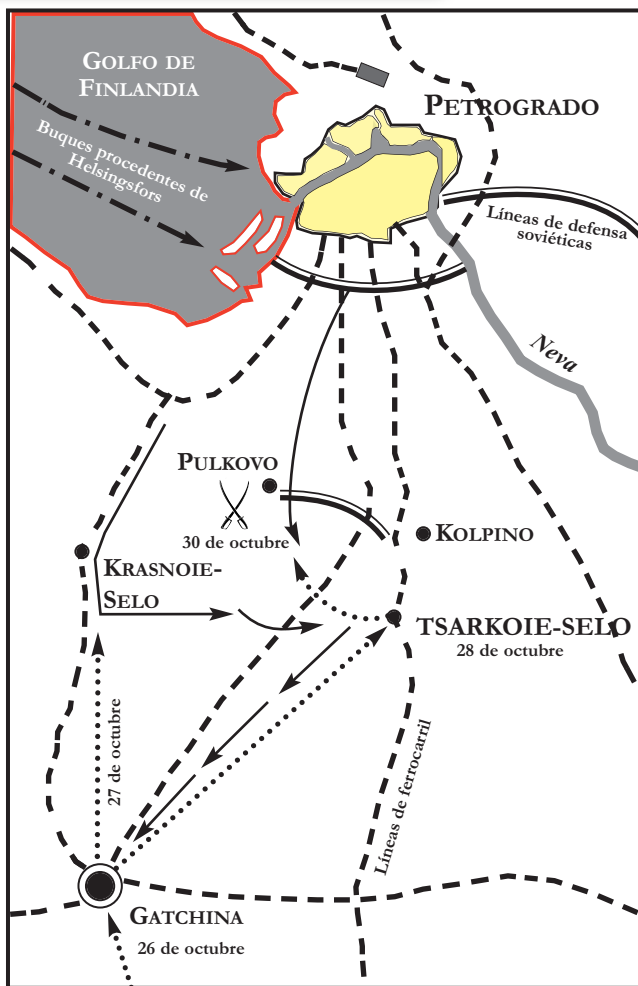 GOLFO DE
FINLANDIA
PETROGRADO
Buques procedentes de
Helsingsfors
Líneas de defensa
soviéticas
Neva
PULKOVO
30 de octubre
KOLPINO
KRASNOIE-
SELO
TSARKOIE-SELO
28 de octubre
27 de octubre
Líneas de ferrocarril
GATCHINA
26 de octubre